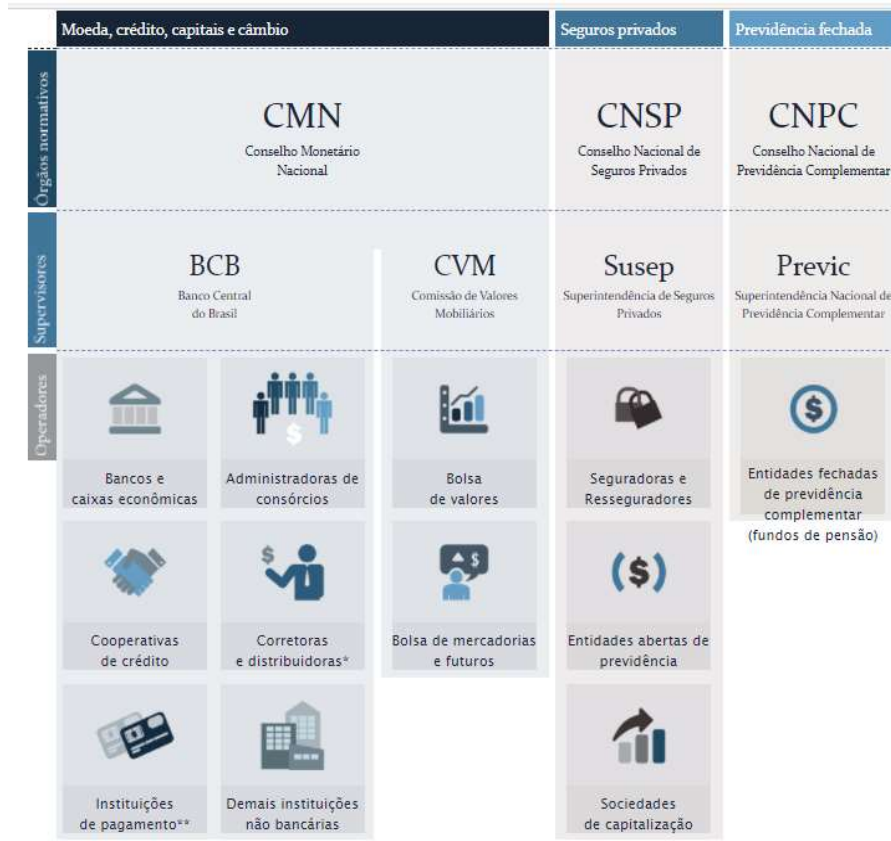 Moeda, crédito, capitais e câmbio
Seguros privados
Previdência fechada
Órgãos normativos
CMN
Conselho Monetário
Nacional
CNSP
Conselho Nacional de
Seguros Privados
CNPC
Conselho Nacional de
Previdência Complementar
Supervisores
BCB
Banco Central
do Brasil
CVM
Comissão de Valores
Mobiliários
Susep
Superintendência de Seguros
Privados
Previc
Superintendência Nacional de
Previdência Complementar
Operadores
Bancos e
caixas econômicas
Administradoras de
consórcios
Bolsa
de valores
Seguradoras e
Resseguradores
Entidades fechadas
de previdência
complementar
(fundos de pensão)
Cooperativas
de crédito
Corretoras
e distribuidoras*
Bolsa de mercadorias
e futuros
Entidades abertas de
previdência
Instituições
de pagamento**
Demais instituições
não bancárias
Sociedades
de capitalização